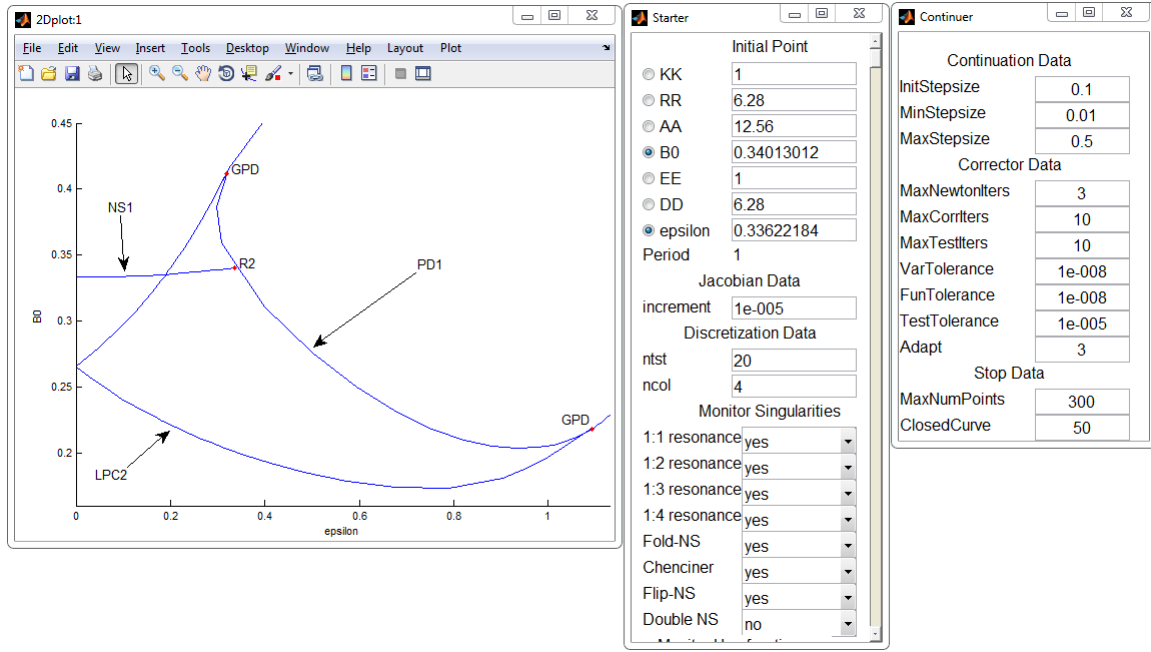 2Dplot:1
File Edit View Insert Tools Desktop Window Help Layout Plot
0.45
0.4
0.35
0.3
0.25
0.2
B0
0 0.2 0.4 0.6 0.8 1
epsilon
GPD
NS1
R2
PD1
GPD
LPC2
Starter
Initial Point
KK 1
RR 6.28
AA 12.56
B0 0.34013012
EE 1
DD 6.28
epsilon 0.33622184
Period 1
Jacobian Data
increment 1e-005
Discretization Data
ntst 20
ncol 4
Monitor Singularities
1:1 resonance yes
1:2 resonance yes
1:3 resonance yes
1:4 resonance yes
Fold-NS yes
Chenciner yes
Flip-NS yes
Double NS no
Continuer
Continuation Data
InitStepsize 0.1
MinStepsize 0.01
MaxStepsize 0.5
Corrector Data
MaxNewtonIters 3
MaxCorrIters 10
MaxTestIters 10
VarTolerance 1e-008
FunTolerance 1e-008
TestTolerance 1e-005
Adapt 3
Stop Data
MaxNumPoints 300
ClosedCurve 50